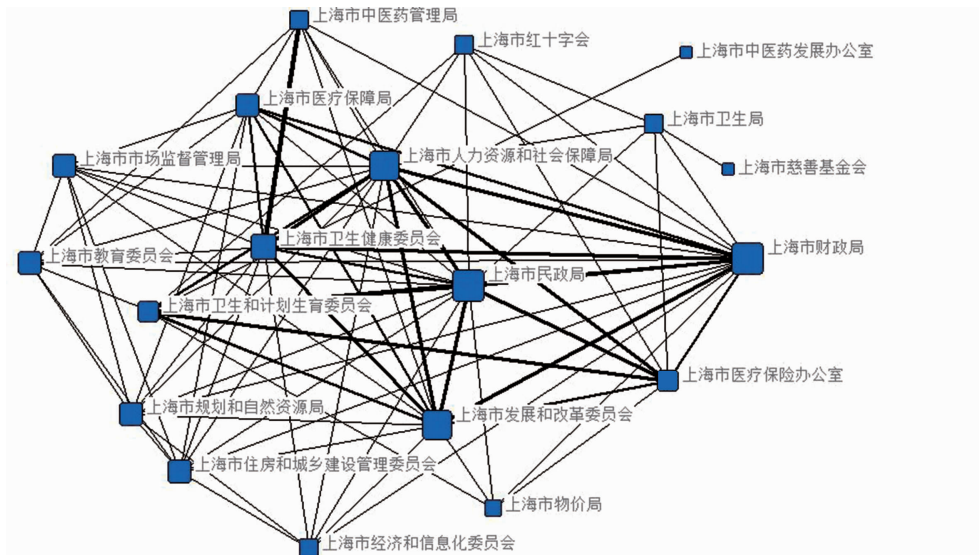 上海市中医药管理局
上海市红十字会
上海市中医药发展办公室
上海市医疗保障局
上海市卫生局
上海市市场监督管理局
上海市人力资源和社会保障局
上海市慈善基金会
上海市卫生健康委员会
上海市财政局
上海市教育委员会
上海市民政局
上海市卫生和计划生育委员会
上海市医疗保险办公室
上海市规划和自然资源局
上海市发展和改革委员会
上海市住房和城乡建设管理委员会
上海市物价局
上海市经济和信息化委员会